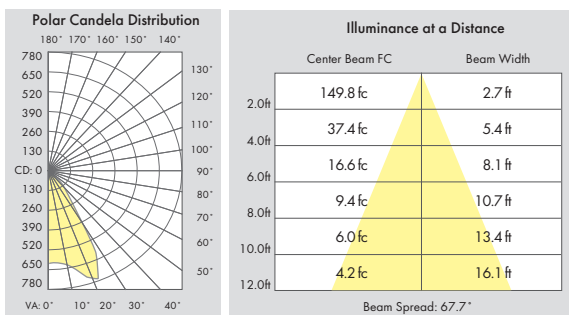 Polar Candela Distribution
180° 170° 160° 150° 140°
780
650
520
390
260
130
CD: 0
130
260
390
520
650
780
130°
120°
110°
100°
90°
80°
70°
60°
50°
VA: 0° 10° 20° 30° 40°
Illuminance at a Distance
Center Beam FC Beam Width
2.0ft 149.8 fc 2.7 ft
4.0ft 37.4 fc 5.4 ft
6.0ft 16.6 fc 8.1 ft
8.0ft 9.4 fc 10.7 ft
10.0ft 6.0 fc 13.4 ft
12.0ft 4.2 fc 16.1 ft
Beam Spread: 67.7°